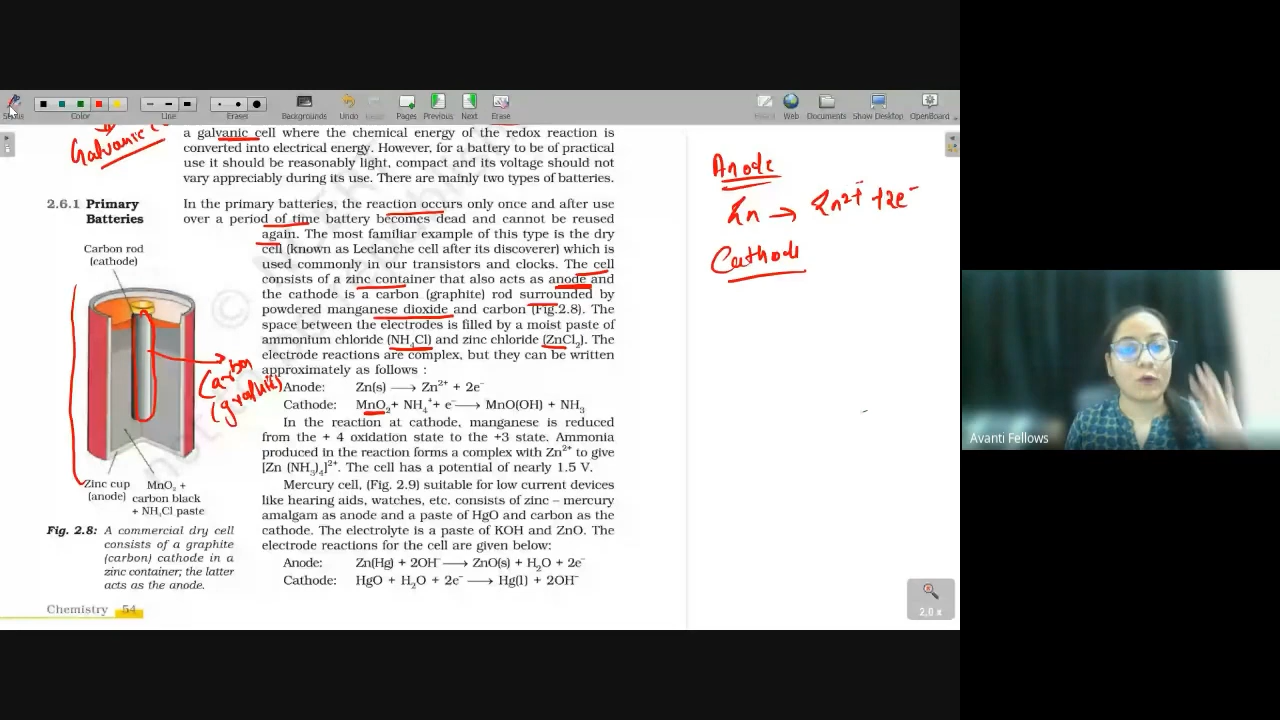 Stylus
Color
Line
Eraser
Backgrounds
Undo
Pages
Previous
Next
Erase
Web
Documents
Show Desktop
OpenBoard
Galvanic
a galvanic cell where the chemical energy of the redox reaction is
converted into electrical energy. However, for a battery to be of practical
use it should be reasonably light, compact and its voltage should not
vary appreciably during its use. There are mainly two types of batteries.
2.6.1 Primary
Batteries
In the primary batteries, the reaction occurs only once and after use
over a period of time battery becomes dead and cannot be reused
again. The most familiar example of this type is the dry
cell (known as Leclanche cell after its discoverer) which is
used commonly in our transistors and clocks. The cell
consists of a zinc container that also acts as anode and
the cathode is a carbon (graphite) rod surrounded by
powdered manganese dioxide and carbon (Fig.2.8). The
space between the electrodes is filled by a moist paste of
ammonium chloride (NH₄Cl) and zinc chloride (ZnCl₂). The
electrode reactions are complex, but they can be written
approximately as follows :
Anode: Zn(s) ⟶ Zn²⁺ + 2e⁻
Cathode: MnO₂ + NH₄⁺ + e⁻ ⟶ MnO(OH) + NH₃
In the reaction at cathode, manganese is reduced
from the + 4 oxidation state to the +3 state. Ammonia
produced in the reaction forms a complex with Zn²⁺ to give
[Zn (NH₃)₄]²⁺. The cell has a potential of nearly 1.5 V.
Mercury cell, (Fig. 2.9) suitable for low current devices
like hearing aids, watches, etc. consists of zinc – mercury
amalgam as anode and a paste of HgO and carbon as the
cathode. The electrolyte is a paste of KOH and ZnO. The
electrode reactions for the cell are given below:
Anode: Zn(Hg) + 2OH⁻ ⟶ ZnO(s) + H₂O + 2e⁻
Cathode: HgO + H₂O + 2e⁻ ⟶ Hg(l) + 2OH⁻
Carbon rod
(cathode)
Carbon
(graphite)
Zinc cup
(anode)
MnO₂ +
carbon black
+ NH₄Cl paste
Fig. 2.8: A commercial dry cell
consists of a graphite
(carbon) cathode in a
zinc container; the latter
acts as the anode.
Chemistry 54
Anode
Zn → Zn²⁺ + 2e⁻
Cathode
2.0 x
Avanti Fellows